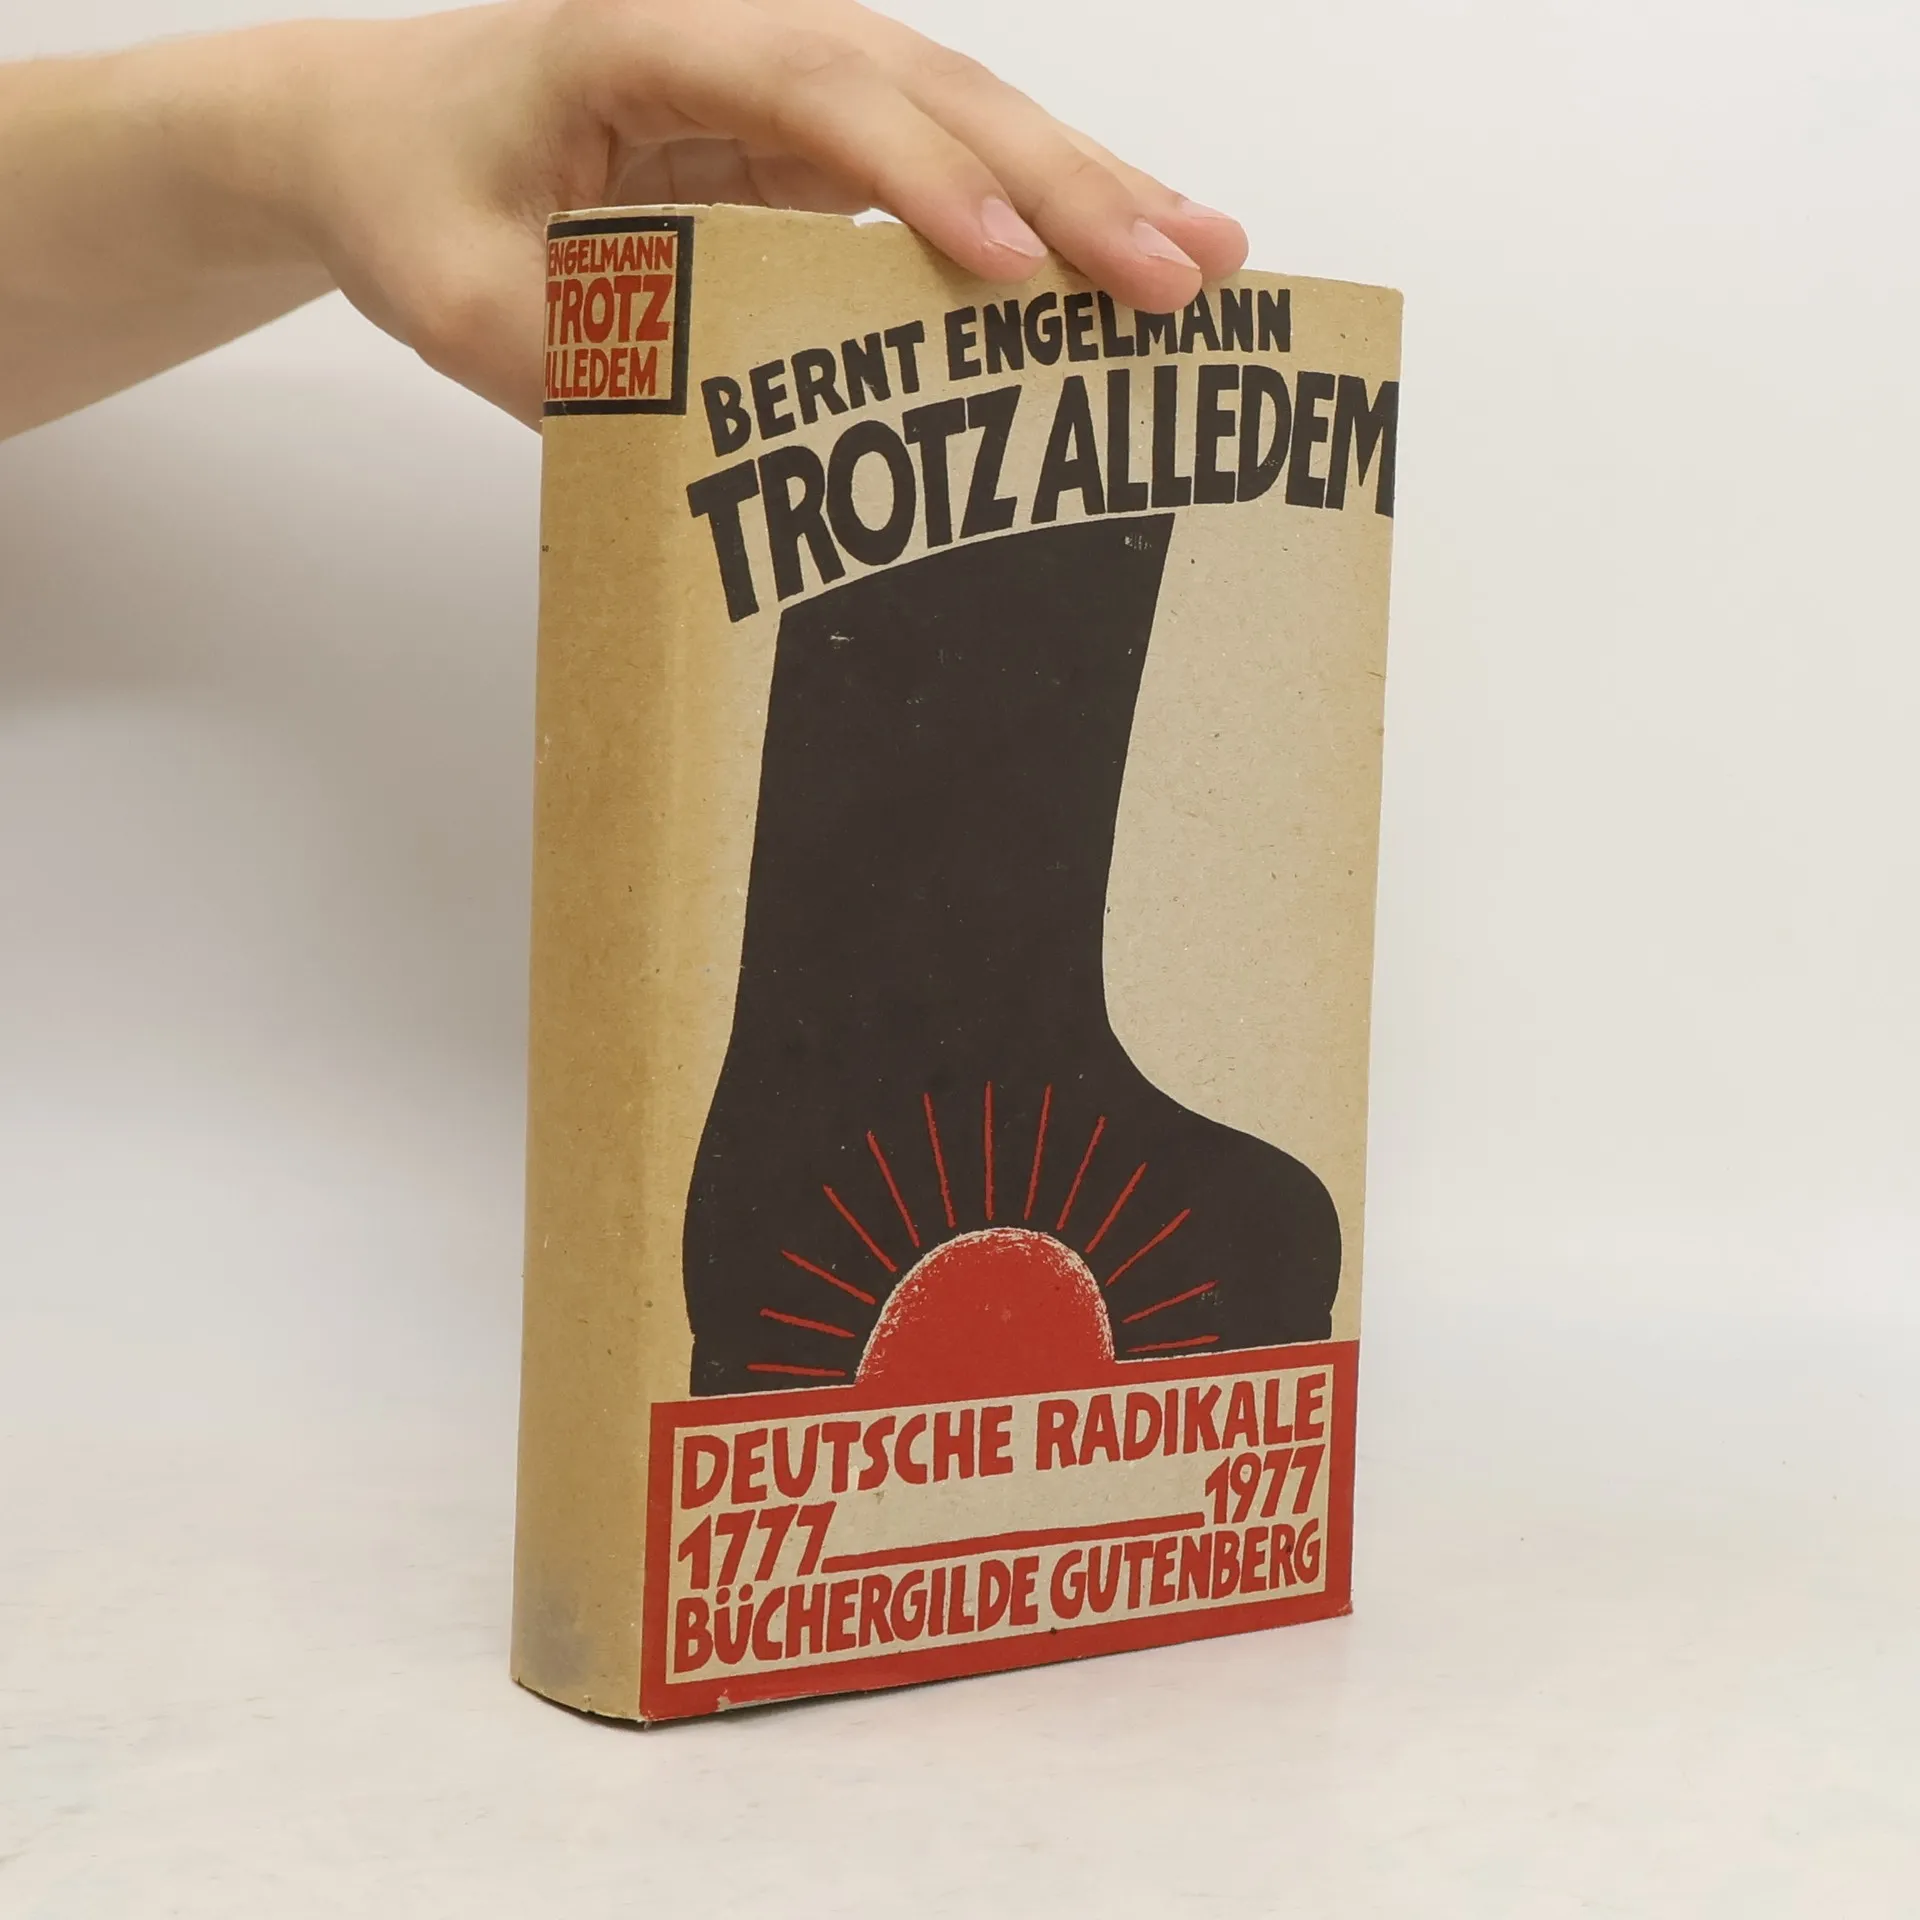 ENGELMANN
TROTZ
ALLEDEM
BERNT ENGELMANN
TROTZ ALLEDEM
DEUTSCHE RADIKALE
1777 1977
BÜCHERGILDE GUTENBERG